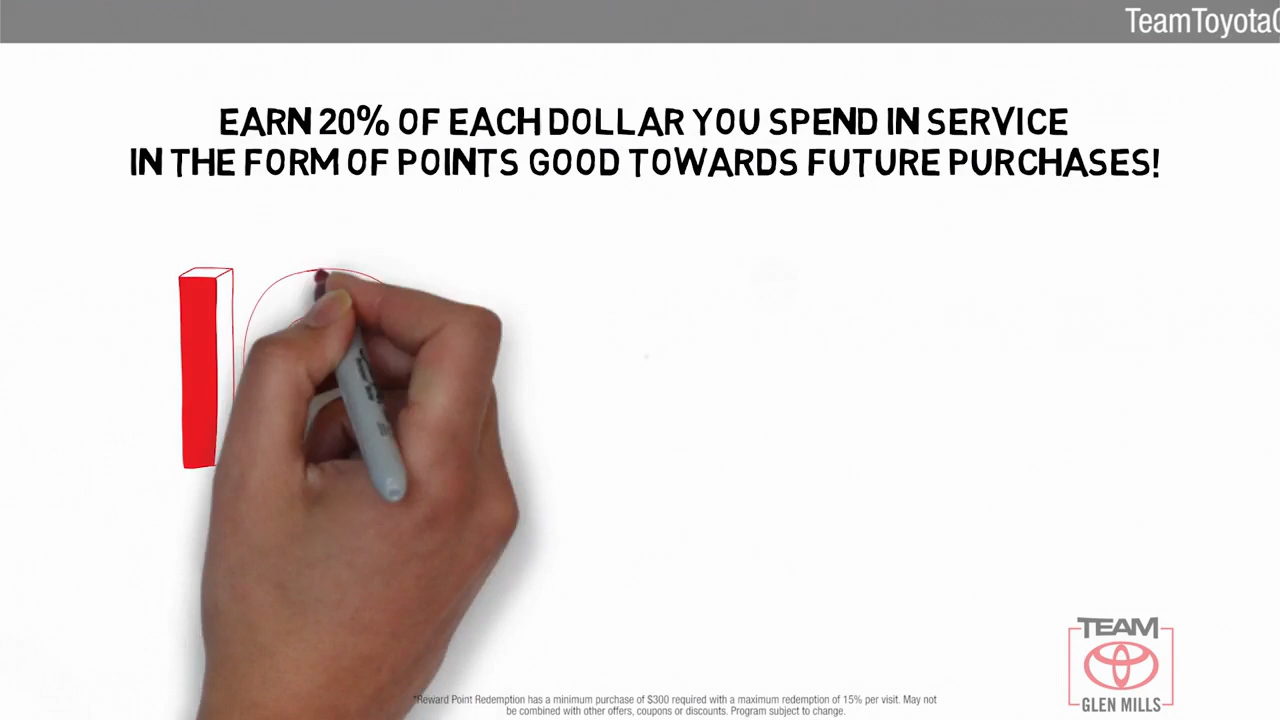 TeamToyota
EARN 20% OF EACH DOLLAR YOU SPEND IN SERVICE
IN THE FORM OF POINTS GOOD TOWARDS FUTURE PURCHASES!
TEAM
GLEN MILLS
*Reward Point Redemption has a minimum purchase of $300 required with a maximum redemption of 15% per visit. May not
be combined with other offers, coupons or discounts. Program subject to change.